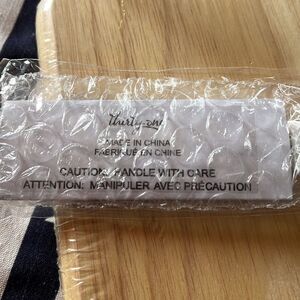 thirty-one
MADE IN CHINA
FABRIQUÉ EN CHINE
CAUTION: HANDLE WITH CARE
ATTENTION: MANIPULER AVEC PRÉCAUTION